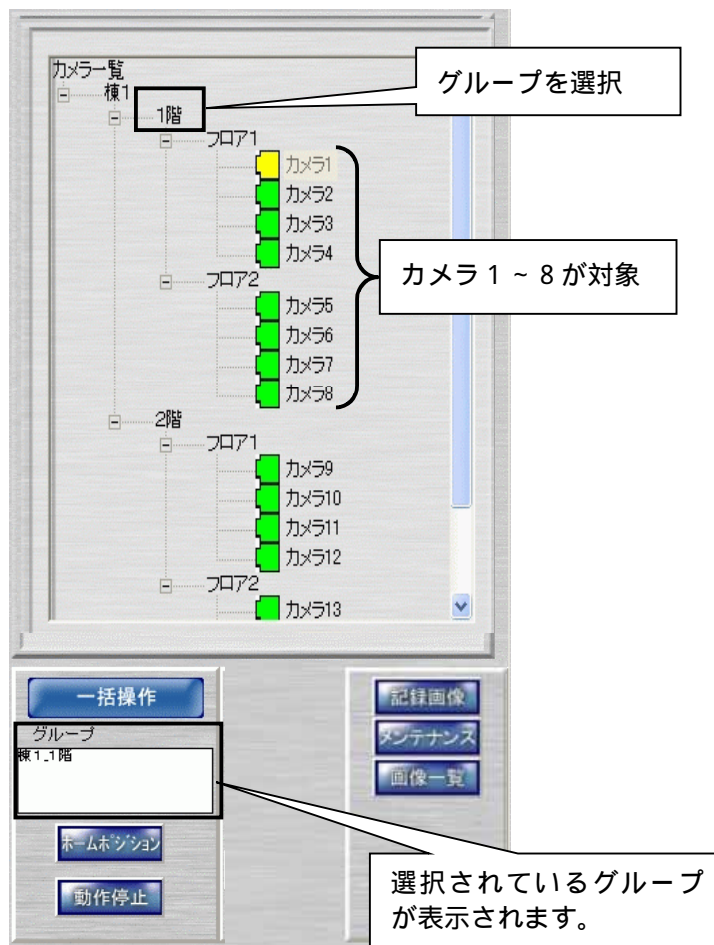 カメラ一覧
棟1
グループを選択
1階
フロア1
カメラ1
カメラ2
カメラ3
カメラ4
カメラ1~8が対象
フロア2
カメラ5
カメラ6
カメラ7
カメラ8
2階
フロア1
カメラ9
カメラ10
カメラ11
カメラ12
フロア2
カメラ13
一括操作
グループ
棟1_1階
ホームポジション
動作停止
記録画像
メンテナンス
画像一覧
選択されているグループ
が表示されます。